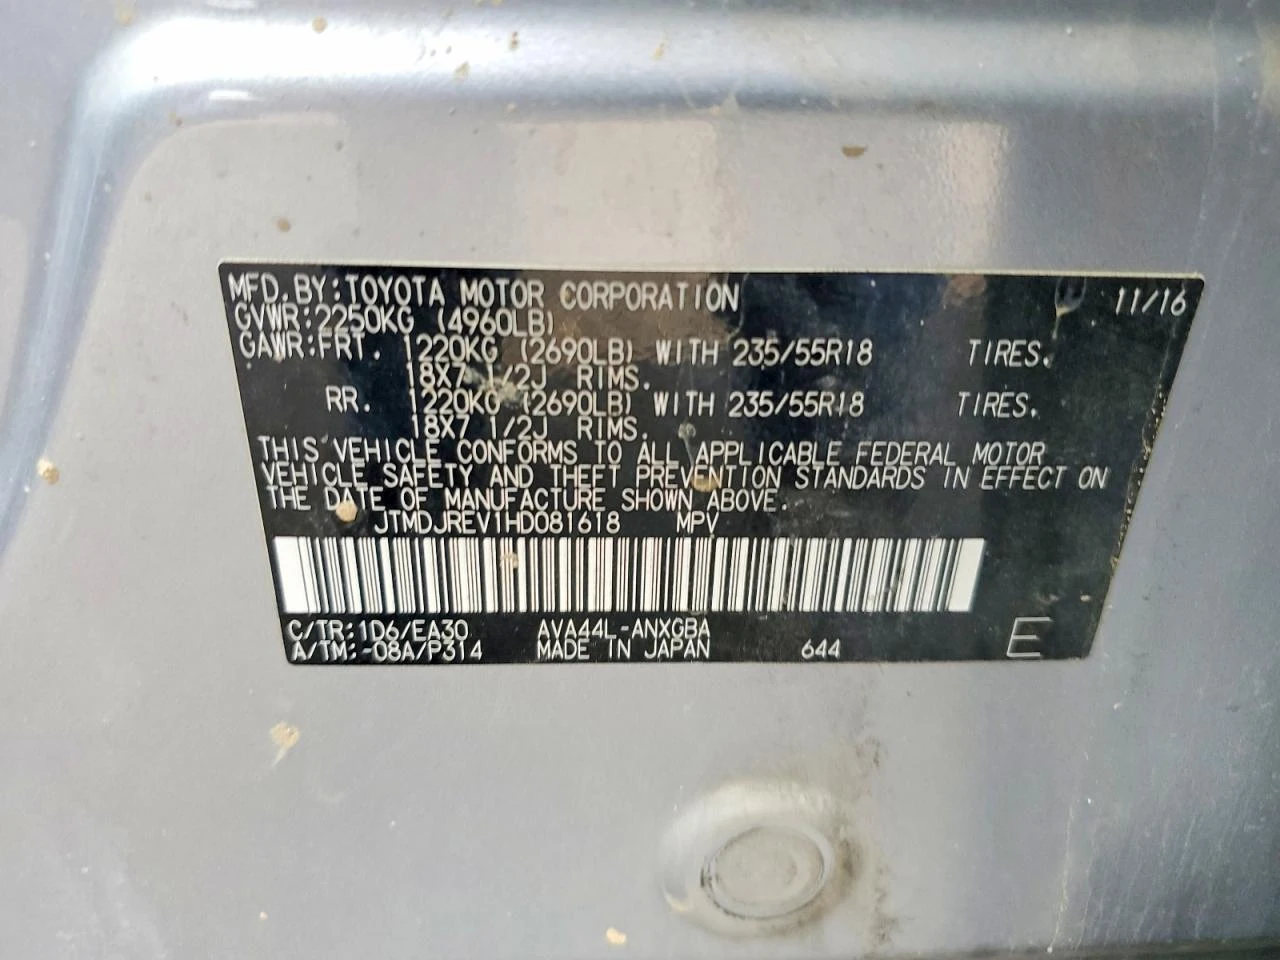 MFD. BY: TOYOTA MOTOR CORPORATION 11/16
GVWR: 2250KG (4960LB)
GAWR: FRT. 1220KG (2690LB) WITH 235/55R18 TIRES.
18X7 1/2J RIMS.
RR. 1220KG (2690LB) WITH 235/55R18 TIRES.
18X7 1/2J RIMS.
THIS VEHICLE CONFORMS TO ALL APPLICABLE FEDERAL MOTOR
VEHICLE SAFETY AND THEFT PREVENTION STANDARDS IN EFFECT ON
THE DATE OF MANUFACTURE SHOWN ABOVE.
JTMDJREV1HD081618 MPV
C/TR: 1D6/EA30 AVA44L-ANXGBA
A/TM: -08A/P314 MADE IN JAPAN 644 E